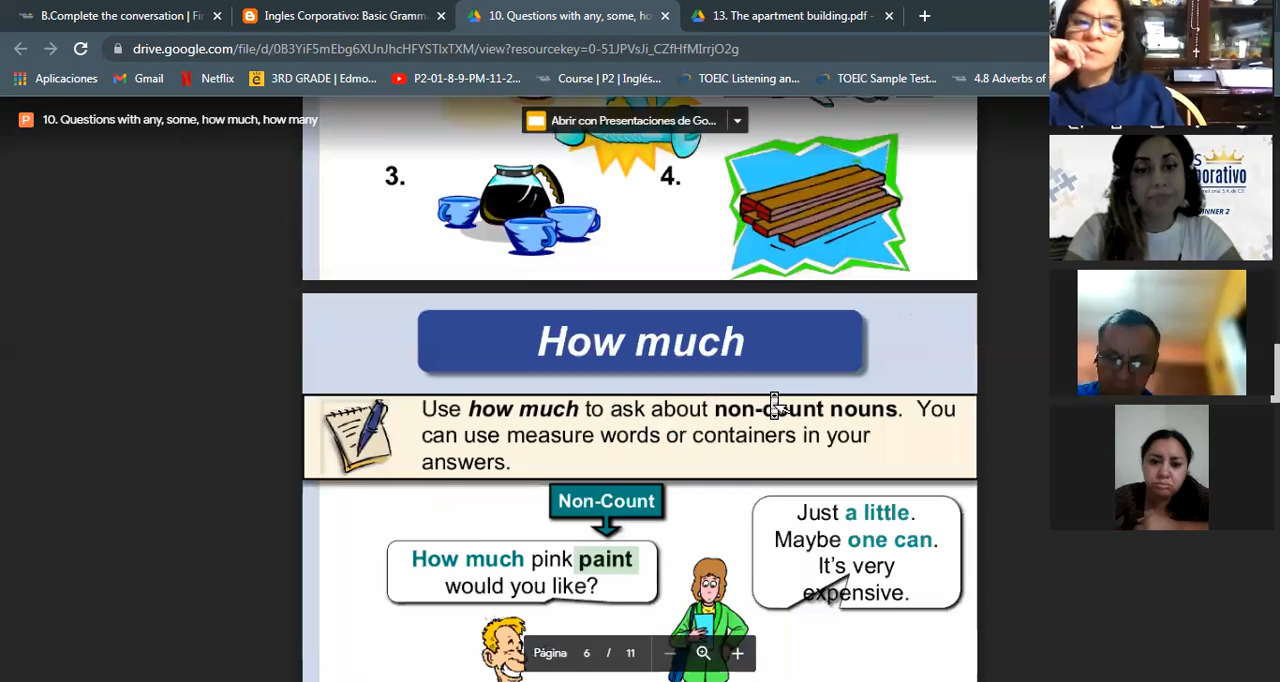 B.Complete the conversation | Fi
Ingles Corporativo: Basic Gramm
10. Questions with any, some, ho
13. The apartment building.pdf -
drive.google.com/file/d/0B3YiF5mEbg6XUnJhcHFYSTlxTXM/view?resourcekey=0-51JPVsJi_CZfHfMIrrjO2g
Aplicaciones
Gmail
Netflix
3RD GRADE | Edmo...
P2-01-8-9-PM-11-2...
Course | P2 | Inglés...
TOEIC Listening an...
TOEIC Sample Test...
4.8 Adverbs of
10. Questions with any, some, how much, how many
Abrir con Presentaciones de Go...
3.
4.
How much
Use how much to ask about non-count nouns. You
can use measure words or containers in your
answers.
Non-Count
How much pink paint
would you like?
Just a little.
Maybe one can.
It's very
expensive.
Página 6 / 11